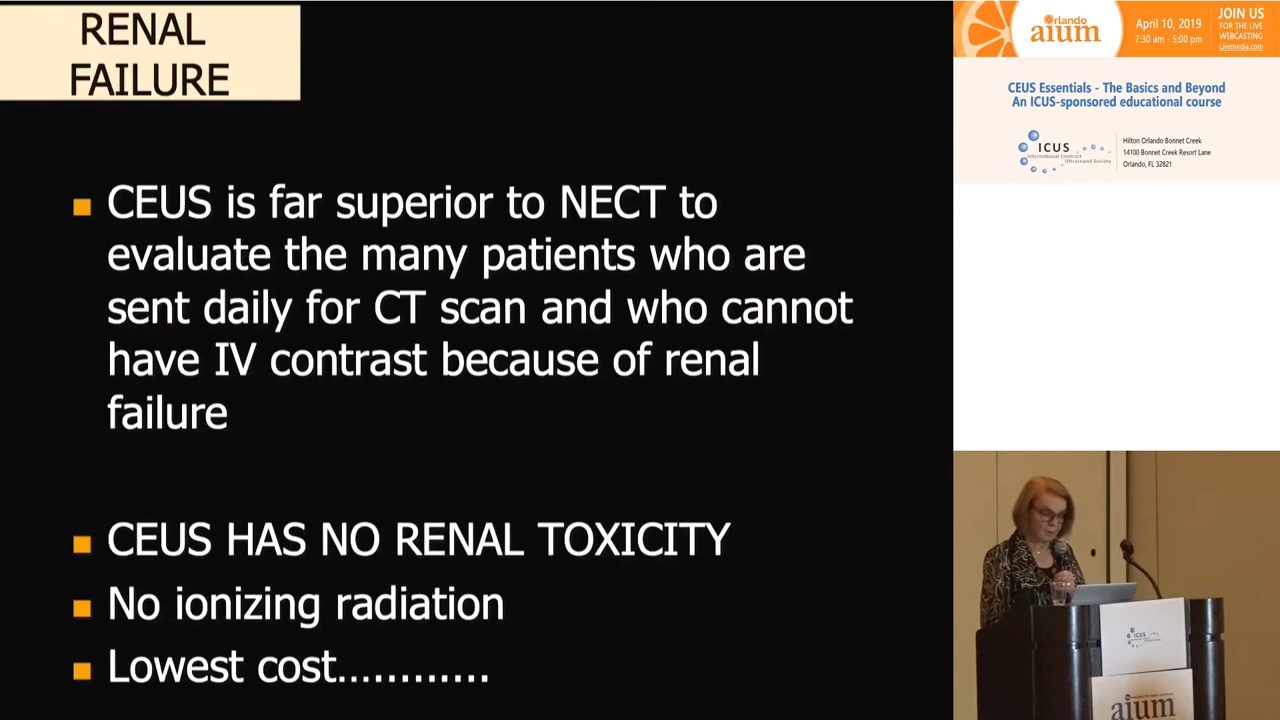 RENAL
FAILURE
CEUS is far superior to NECT to
evaluate the many patients who are
sent daily for CT scan and who cannot
have IV contrast because of renal
failure
CEUS HAS NO RENAL TOXICITY
No ionizing radiation
Lowest cost............
Orlando
aium
April 10, 2019
7:30 am - 5:00 pm
JOIN US
FOR THE LIVE
WEBCASTING
Livemedia.com
CEUS Essentials - The Basics and Beyond
An ICUS-sponsored educational course
ICUS
International Contrast
Ultrasound Society
Hilton Orlando Bonnet Creek
14100 Bonnet Creek Resort Lane
Orlando, FL 32821
ICUS
aium